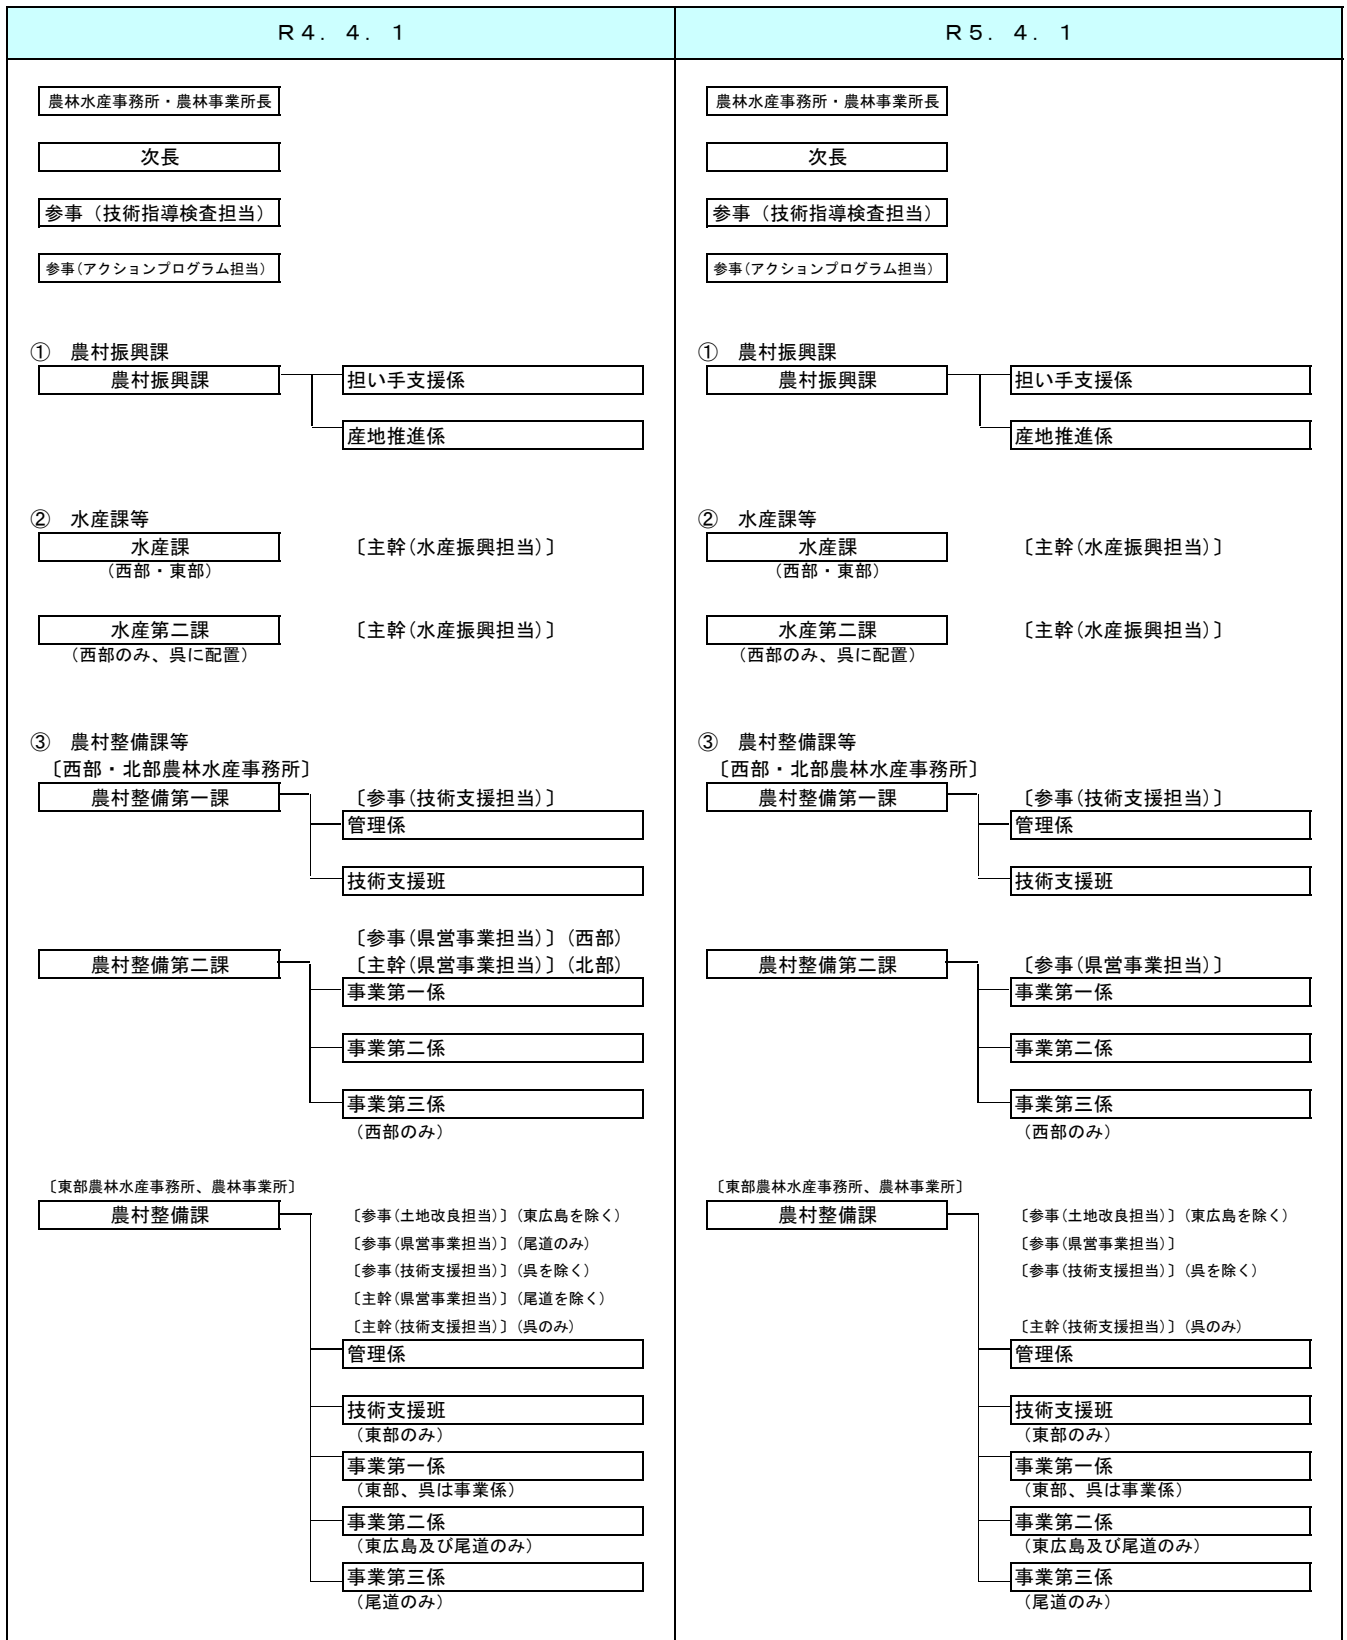 Ｒ４．４．１
農林水産事務所・農林事業所長
次長
参事（技術指導検査担当）
参事(アクションプログラム担当)
①　農村振興課
農村振興課
担い手支援係
産地推進係
②　水産課等
水産課
〔主幹(水産振興担当)〕
（西部・東部）
水産第二課
〔主幹(水産振興担当)〕
（西部のみ、呉に配置）
③　農村整備課等
〔西部・北部農林水産事務所〕
農村整備第一課
〔参事(技術支援担当)〕
管理係
技術支援班
〔参事(県営事業担当)〕(西部)
農村整備第二課
〔主幹(県営事業担当)〕(北部)
事業第一係
事業第二係
事業第三係
（西部のみ）
〔東部農林水産事務所、農林事業所〕
農村整備課
〔参事(土地改良担当)〕(東広島を除く)
〔参事(県営事業担当)〕(尾道のみ)
〔参事(技術支援担当)〕(呉を除く)
〔主幹(県営事業担当)〕(尾道を除く)
〔主幹(技術支援担当)〕(呉のみ)
管理係
技術支援班
（東部のみ）
事業第一係
（東部、呉は事業係）
事業第二係
（東広島及び尾道のみ）
事業第三係
（尾道のみ）
Ｒ５．４．１
農林水産事務所・農林事業所長
次長
参事（技術指導検査担当）
参事(アクションプログラム担当)
①　農村振興課
農村振興課
担い手支援係
産地推進係
②　水産課等
水産課
〔主幹(水産振興担当)〕
（西部・東部）
水産第二課
〔主幹(水産振興担当)〕
（西部のみ、呉に配置）
③　農村整備課等
〔西部・北部農林水産事務所〕
農村整備第一課
〔参事(技術支援担当)〕
管理係
技術支援班
農村整備第二課
〔参事(県営事業担当)〕
事業第一係
事業第二係
事業第三係
（西部のみ）
〔東部農林水産事務所、農林事業所〕
農村整備課
〔参事(土地改良担当)〕(東広島を除く)
〔参事(県営事業担当)〕
〔参事(技術支援担当)〕(呉を除く)
〔主幹(技術支援担当)〕(呉のみ)
管理係
技術支援班
（東部のみ）
事業第一係
（東部、呉は事業係）
事業第二係
（東広島及び尾道のみ）
事業第三係
（尾道のみ）